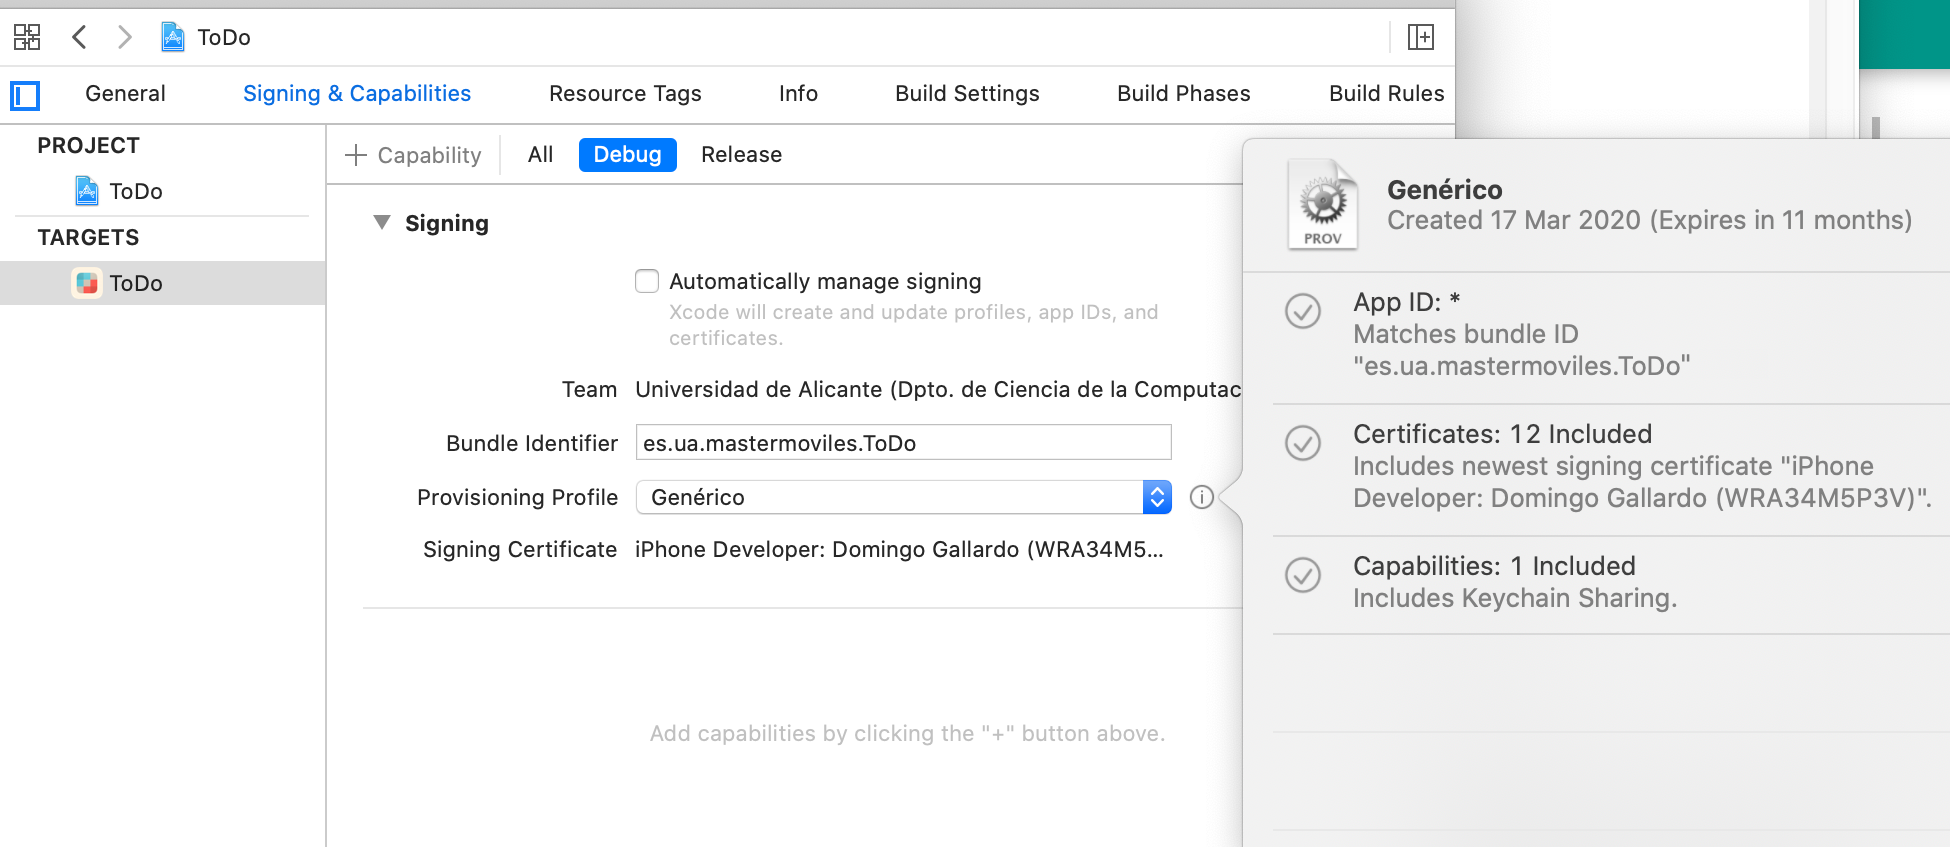 ToDo
General
Signing & Capabilities
Resource Tags
Info
Build Settings
Build Phases
Build Rules
PROJECT
ToDo
TARGETS
ToDo
+ Capability
All
Debug
Release
Signing
Automatically manage signing
Xcode will create and update profiles, app IDs, and
certificates.
Team
Universidad de Alicante (Dpto. de Ciencia de la Computac
Bundle Identifier
es.ua.mastermoviles.ToDo
Provisioning Profile
Genérico
Signing Certificate
iPhone Developer: Domingo Gallardo (WRA34M5...
Add capabilities by clicking the "+" button above.
PROV
Genérico
Created 17 Mar 2020 (Expires in 11 months)
App ID: *
Matches bundle ID
"es.ua.mastermoviles.ToDo"
Certificates: 12 Included
Includes newest signing certificate "iPhone
Developer: Domingo Gallardo (WRA34M5P3V)".
Capabilities: 1 Included
Includes Keychain Sharing.